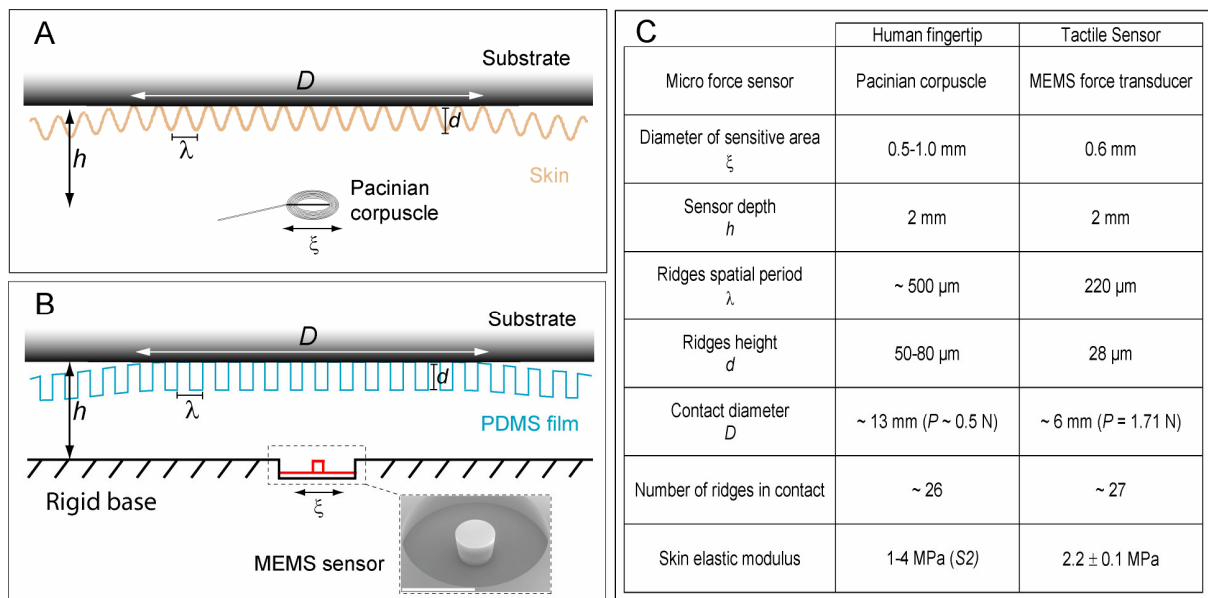 A
Substrate
D
d
h
λ
Skin
Pacinian
corpuscle
ξ
B
Substrate
D
d
h
λ
PDMS film
Rigid base
ξ
MEMS sensor
C
Human fingertip Tactile Sensor
Micro force sensor Pacinian corpuscle MEMS force transducer
Diameter of sensitive area
ξ
0.5-1.0 mm 0.6 mm
Sensor depth
h
2 mm 2 mm
Ridges spatial period
λ
~ 500 µm 220 µm
Ridges height
d
50-80 µm 28 µm
Contact diameter
D
~ 13 mm (P ~ 0.5 N) ~ 6 mm (P = 1.71 N)
Number of ridges in contact ~ 26 ~ 27
Skin elastic modulus 1-4 MPa (S2) 2.2 ± 0.1 MPa